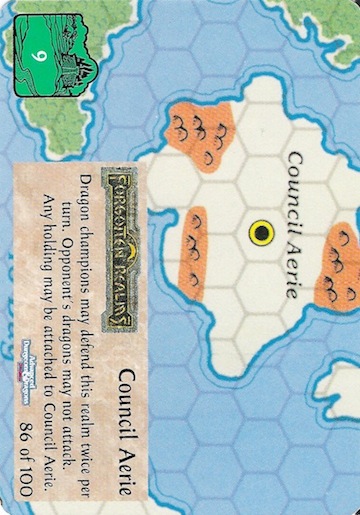 9
Council Aerie
FORGOTTEN REALMS
Council Aerie
Dragon champions may defend this realm twice per
turn. Opponent's dragons may not attack.
Any holding may be attached to Council Aerie.
Advanced
Dungeons & Dragons
86 of 100